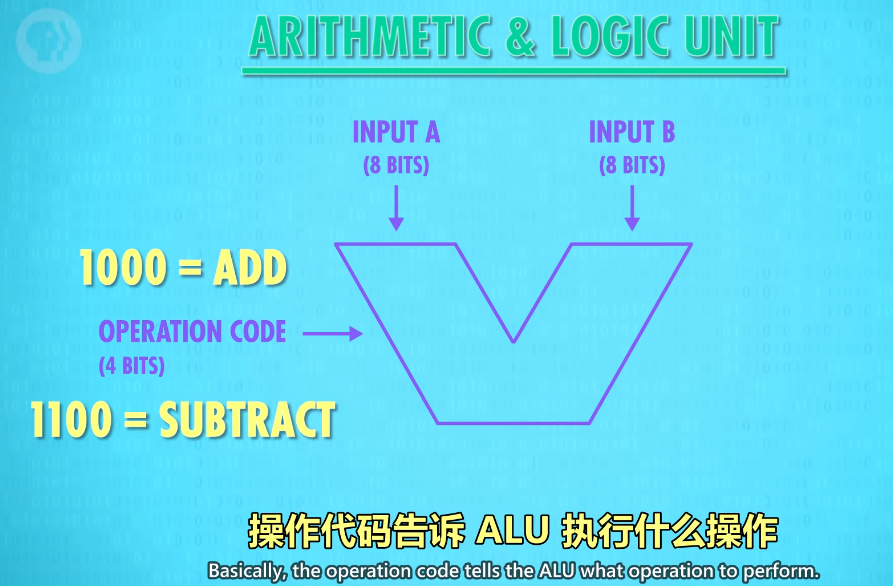 ARITHMETIC & LOGIC UNIT
INPUT A
(8 BITS)
INPUT B
(8 BITS)
1000 = ADD
OPERATION CODE
(4 BITS)
1100 = SUBTRACT
操作代码告诉 ALU 执行什么操作
Basically, the operation code tells the ALU what operation to perform.